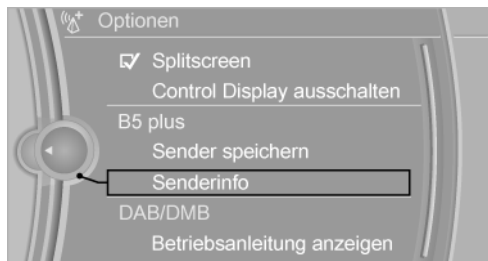 Optionen
Splitscreen
Control Display ausschalten
B5 plus
Sender speichern
Senderinfo
DAB/DMB
Betriebsanleitung anzeigen